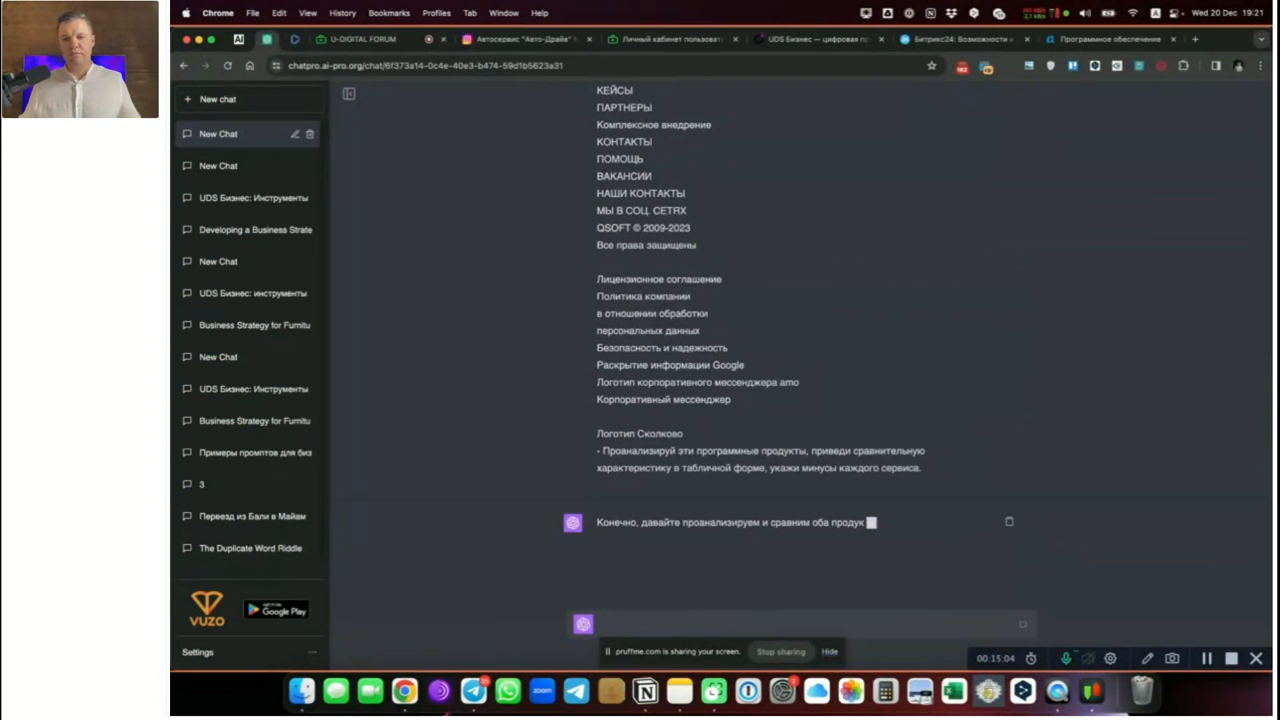 Chrome File Edit View History Bookmarks Profiles Tab Window Help
Wed 20 Dec 19:21
AI
U-DIGITAL FORUM
Автосервис "Авто-Драйв"
Личный кабинет пользоват
UDS Бизнес — цифровая п
Битрикс24: Возможности и
Программное обеспечение
chatpro.ai-pro.org/chat/6f373a14-0c4e-40e3-b474-59d1b5623a31
New chat
New Chat
New Chat
UDS Бизнес: Инструменты
Developing a Business Strate
New Chat
UDS Бизнес: инструменты
Business Strategy for Furnitu
New Chat
UDS Бизнес: Инструменты
Business Strategy for Furnitu
Примеры промптов для биз
3
Переезд из Бали в Майам
The Duplicate Word Riddle
VUZO
GET IT ON
Google Play
Settings
КЕЙСЫ
ПАРТНЕРЫ
Комплексное внедрение
КОНТАКТЫ
ПОМОЩЬ
ВАКАНСИИ
НАШИ КОНТАКТЫ
МЫ В СОЦ. СЕТЯХ
QSOFT © 2009-2023
Все права защищены
Лицензионное соглашение
Политика компании
в отношении обработки
персональных данных
Безопасность и надежность
Раскрытие информации Google
Логотип корпоративного мессенджера amo
Корпоративный мессенджер
Логотип Сколково
- Проанализируй эти программные продукты, приведи сравнительную
характеристику в табличной форме, укажи минусы каждого сервиса.
Конечно, давайте проанализируем и сравним оба продук
pruffme.com is sharing your screen. Stop sharing Hide
00:15:04
zoom